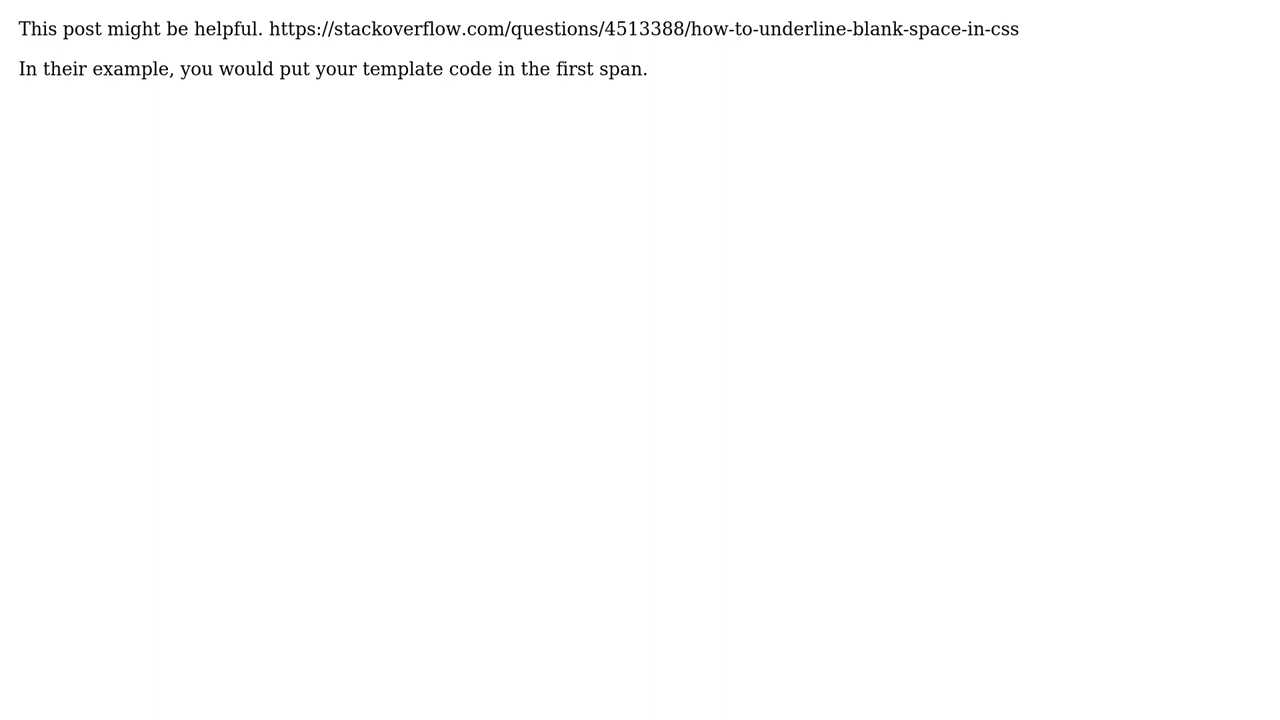 This post might be helpful. https://stackoverflow.com/questions/4513388/how-to-underline-blank-space-in-css
In their example, you would put your template code in the first span.